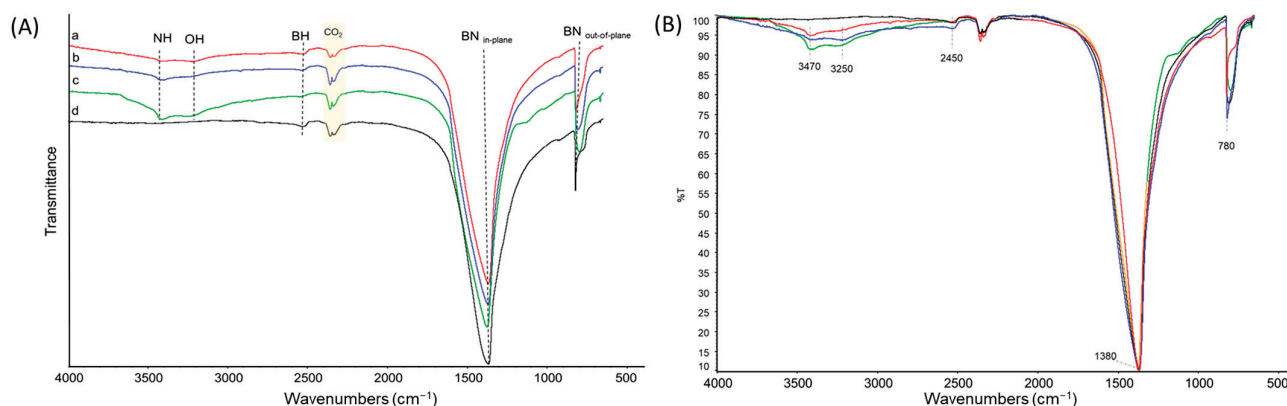 (A)
NH OH BH CO₂ BN in-plane BN out-of-plane
a
b
c
d
Transmittance
4000 3500 3000 2500 2000 1500 1000 500
Wavenumbers (cm⁻¹)
(B)
100
95
90
85
80
75
70
65
60
55
50
45
40
35
30
25
20
15
10
%T
3470 3250 2450
780
1380
4000 3500 3000 2500 2000 1500 1000 500
Wavenumbers (cm⁻¹)